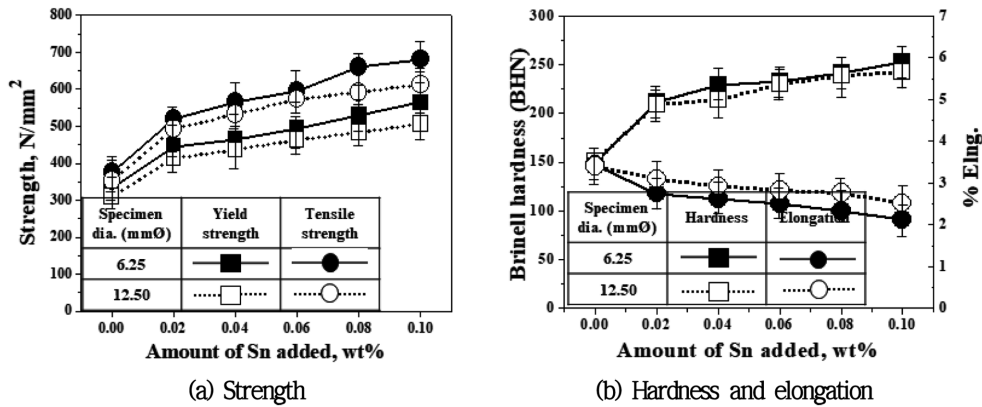 (a)
800
700
600
500
400
300
200
100
0
Strength, N/mm²
Specimen dia. (mmØ)
Yield strength
Tensile strength
6.25
12.50
0.00 0.02 0.04 0.06 0.08 0.10
Amount of Sn added, wt%
(a) Strength
(b)
300
250
200
150
100
50
0
Brinell hardness (BHN)
7
6
5
4
3
2
1
0
% Elng.
Specimen dia. (mmØ)
Hardness
Elongation
6.25
12.50
0.00 0.02 0.04 0.06 0.08 0.10
Amount of Sn added, wt%
(b) Hardness and elongation